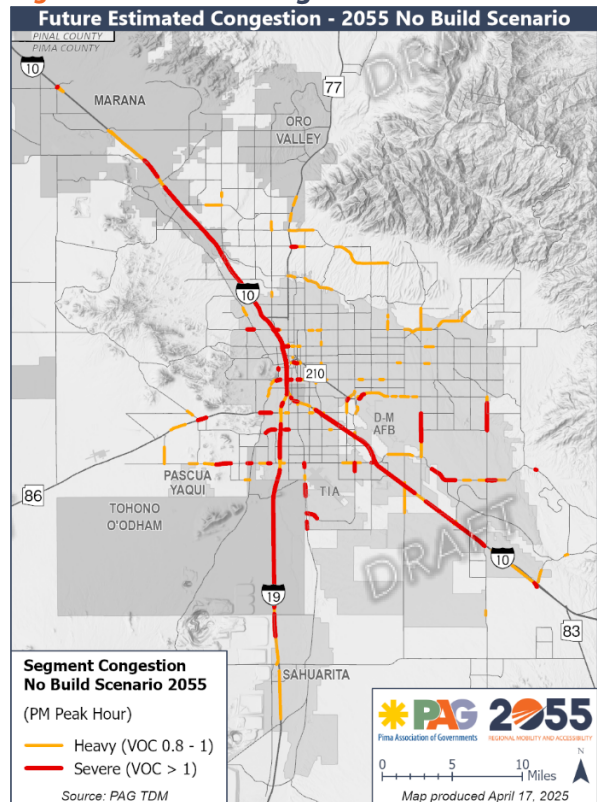 Future Estimated Congestion - 2055 No Build Scenario
PINAL COUNTY
PIMA COUNTY
10
DRAFT
77
MARANA
ORO
VALLEY
10
210
D-M
AFB
PASCUA
YAQUI
TIA
86
TOHONO
O'ODHAM
DRAFT
10
19
83
SAHUARITA
Segment Congestion
No Build Scenario 2055
(PM Peak Hour)
Heavy (VOC 0.8 - 1)
Severe (VOC > 1)
Source: PAG TDM
PAG
Pima Association of Governments
2055
REGIONAL MOBILITY AND ACCESSIBILITY
N
0 5 10
Miles
Map produced April 17, 2025